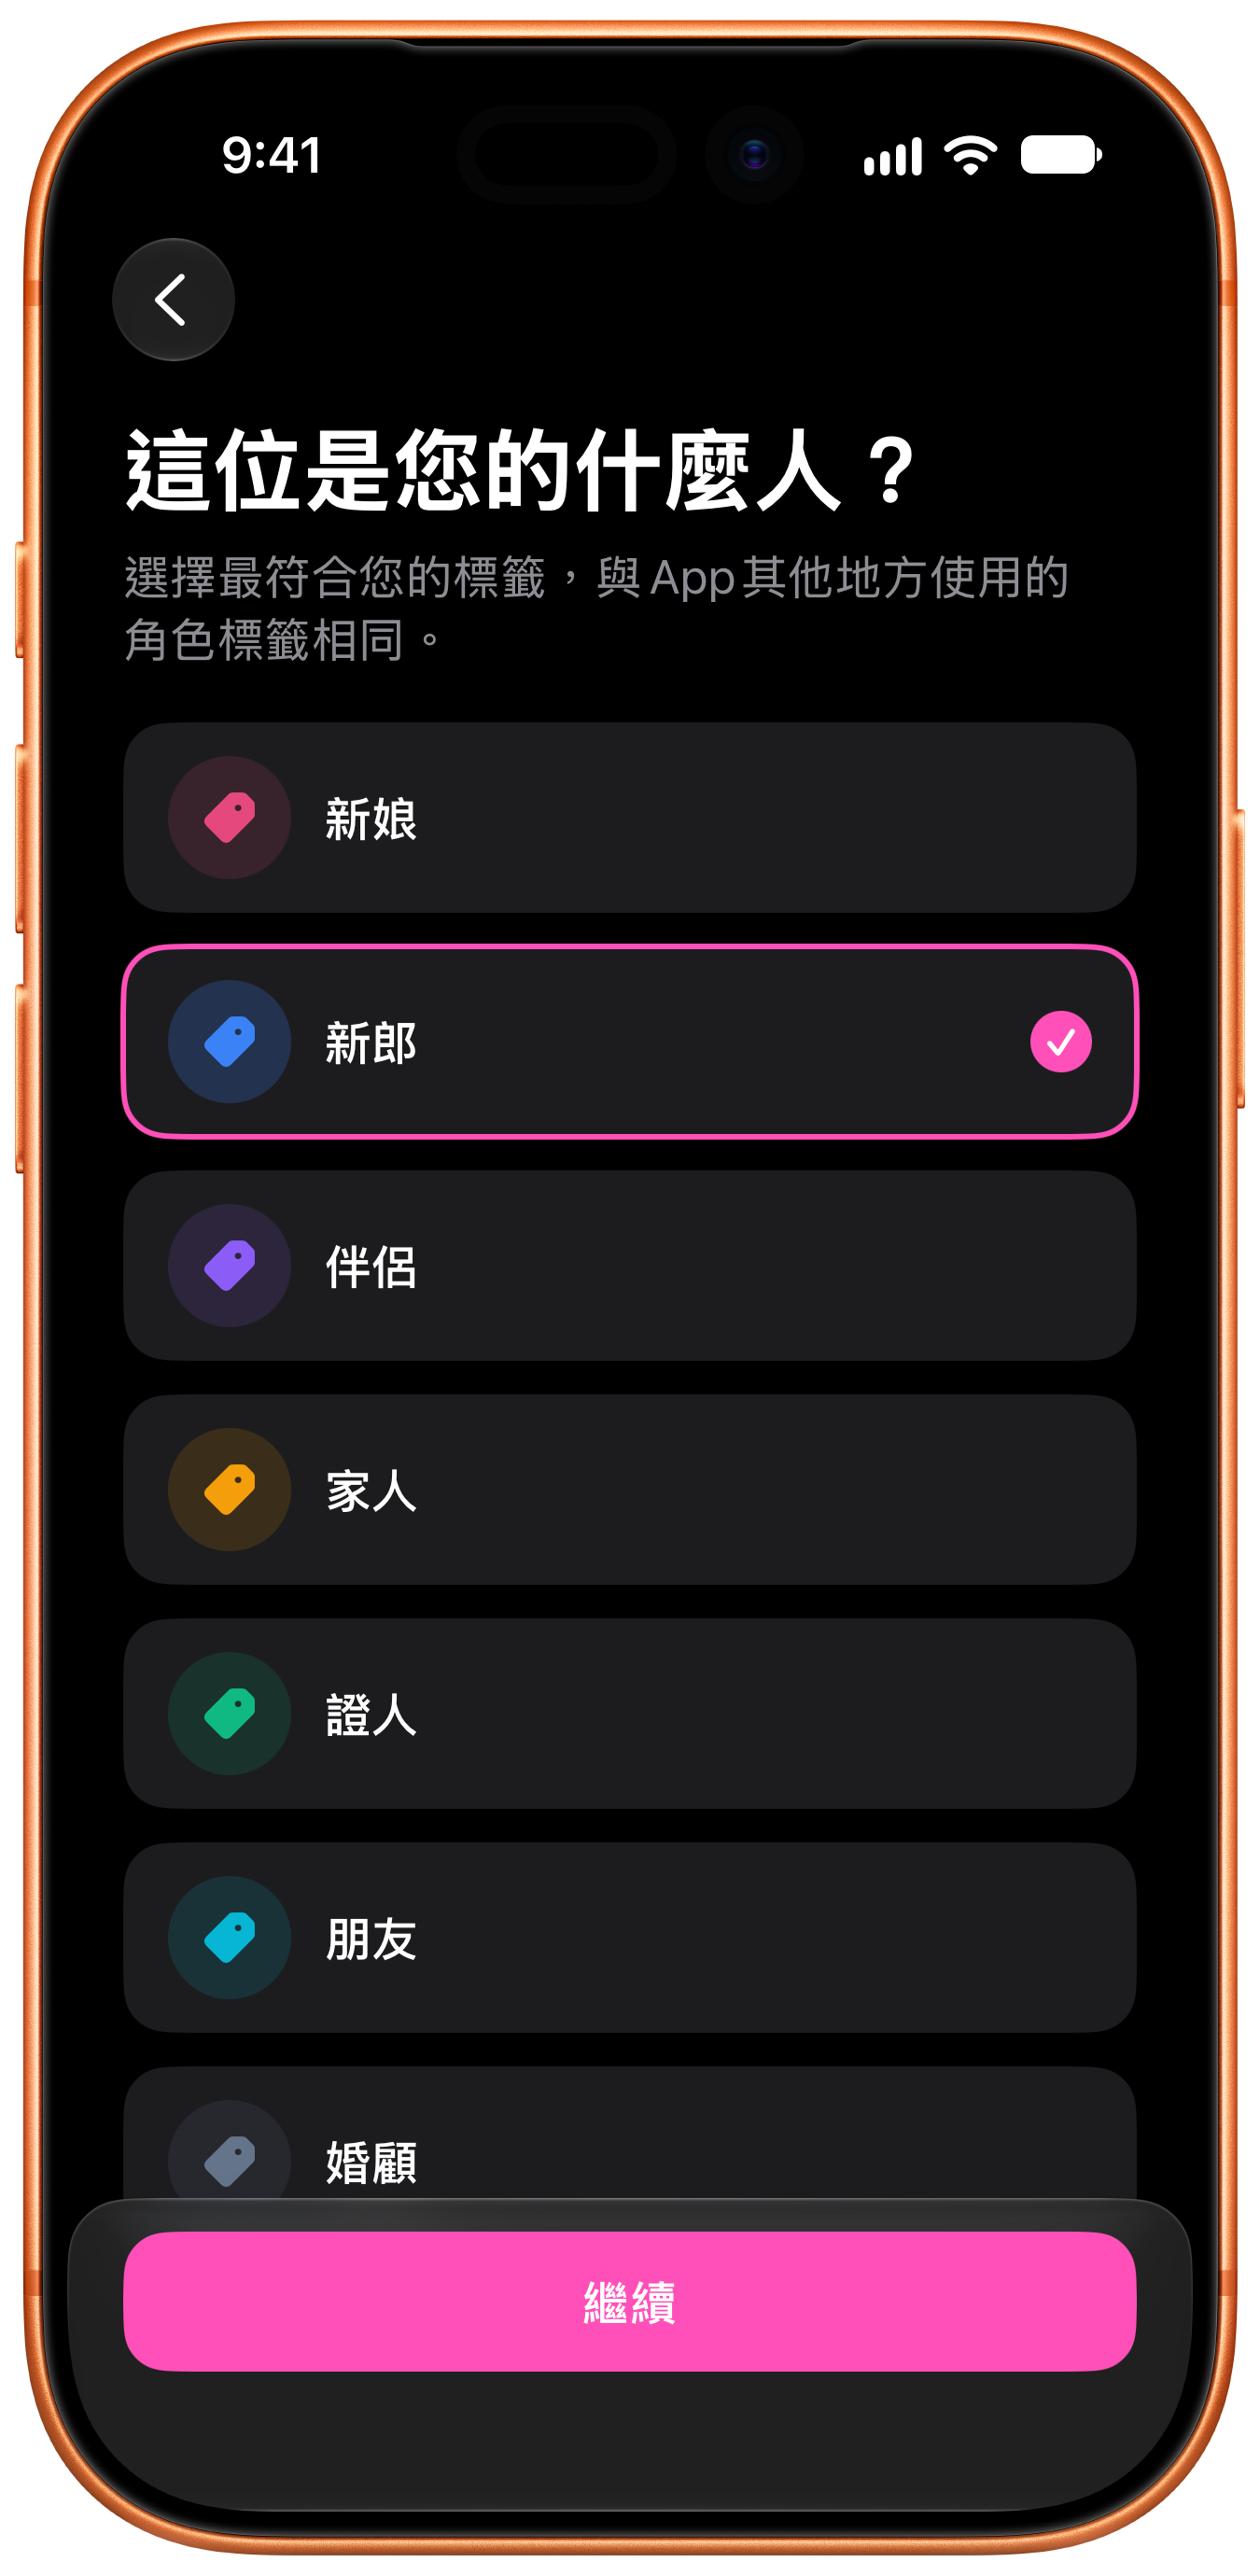 9:41
這位是您的什麼人？
選擇最符合您的標籤，與 App 其他地方使用的
角色標籤相同。
新娘
新郎
伴侶
家人
證人
朋友
婚顧
繼續